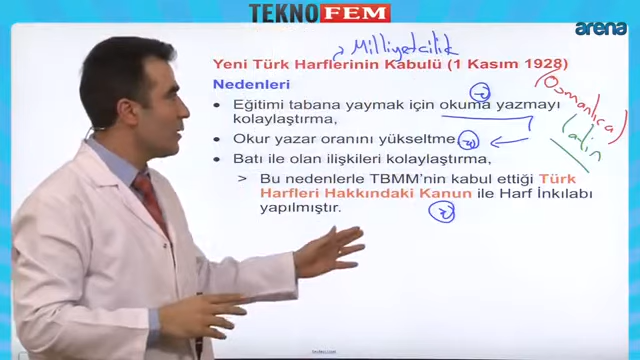 TEKNOFEM
arena
Milliyetcilik
Yeni Türk Harflerinin Kabulü (1 Kasım 1928)
Nedenleri
Osmanlıca
Latin
• Eğitimi tabana yaymak için okuma yazmayı
kolaylaştırma,
• Okur yazar oranını yükseltme
• Batı ile olan ilişkileri kolaylaştırma,
> Bu nedenlerle TBMM'nin kabul ettiği Türk
Harfleri Hakkındaki Kanun ile Harf İnkılabı
yapılmıştır.